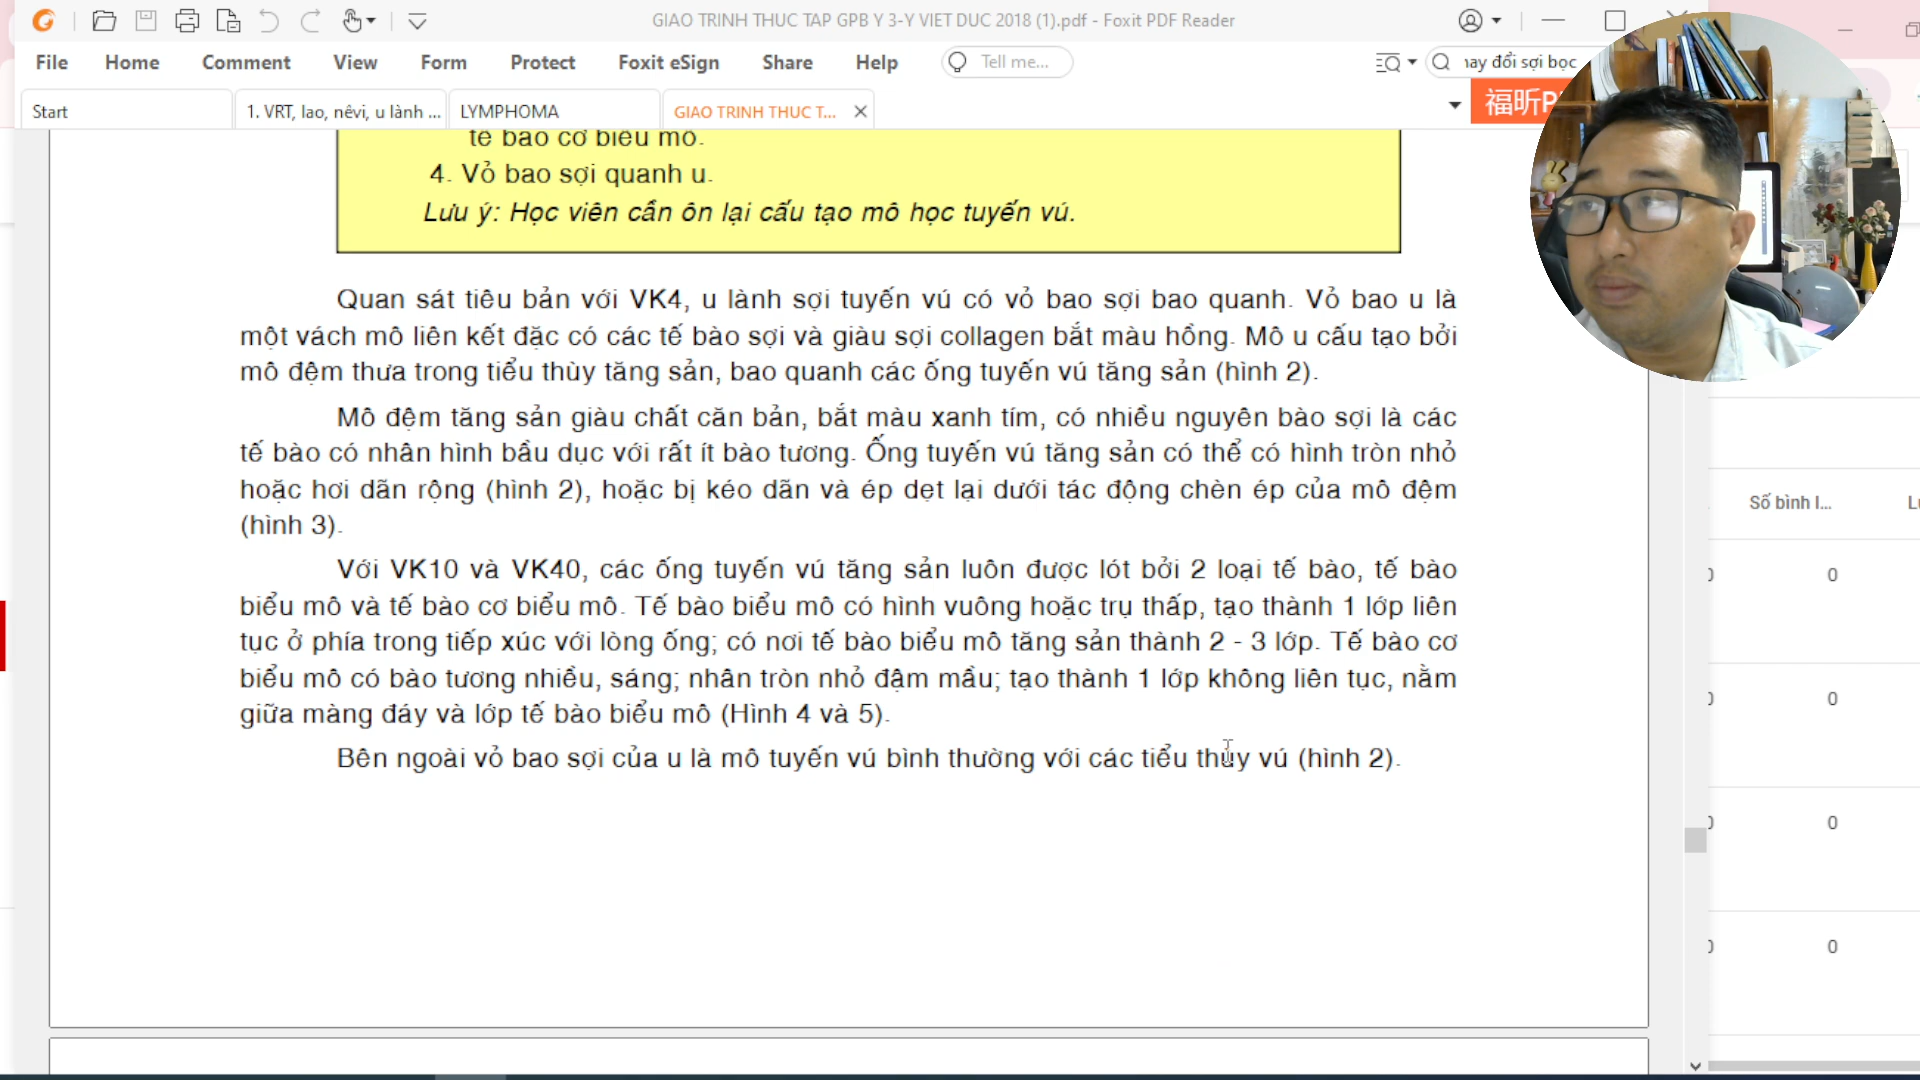 GIAO TRINH THUC TAP GPB Y 3-Y VIET DUC 2018 (1).pdf - Foxit PDF Reader
File Home Comment View Form Protect Foxit eSign Share Help Tell me... ay đổi sợi bọc
Start 1. VRT, lao, nêvi, u lành ... LYMPHOMA GIAO TRINH THUC T... 福昕P
tế bào cơ biểu mô.
4. Vỏ bao sợi quanh u.
Lưu ý: Học viên cần ôn lại cấu tạo mô học tuyến vú.
Quan sát tiêu bản với VK4, u lành sợi tuyến vú có vỏ bao sợi bao quanh. Vỏ bao u là
một vách mô liên kết đặc có các tế bào sợi và giàu sợi collagen bắt màu hồng. Mô u cấu tạo bởi
mô đệm thưa trong tiểu thùy tăng sản, bao quanh các ống tuyến vú tăng sản (hình 2).
Mô đệm tăng sản giàu chất căn bản, bắt màu xanh tím, có nhiều nguyên bào sợi là các
tế bào có nhân hình bầu dục với rất ít bào tương. Ống tuyến vú tăng sản có thể có hình tròn nhỏ
hoặc hơi dãn rộng (hình 2), hoặc bị kéo dãn và ép dẹt lại dưới tác động chèn ép của mô đệm
(hình 3).
Với VK10 và VK40, các ống tuyến vú tăng sản luôn được lót bởi 2 loại tế bào, tế bào
biểu mô và tế bào cơ biểu mô. Tế bào biểu mô có hình vuông hoặc trụ thấp, tạo thành 1 lớp liên
tục ở phía trong tiếp xúc với lòng ống; có nơi tế bào biểu mô tăng sản thành 2 - 3 lớp. Tế bào cơ
biểu mô có bào tương nhiều, sáng; nhân tròn nhỏ đậm mầu; tạo thành 1 lớp không liên tục, nằm
giữa màng đáy và lớp tế bào biểu mô (Hình 4 và 5).
Bên ngoài vỏ bao sợi của u là mô tuyến vú bình thường với các tiểu thùy vú (hình 2).
Số bình l...
0
0
0
0